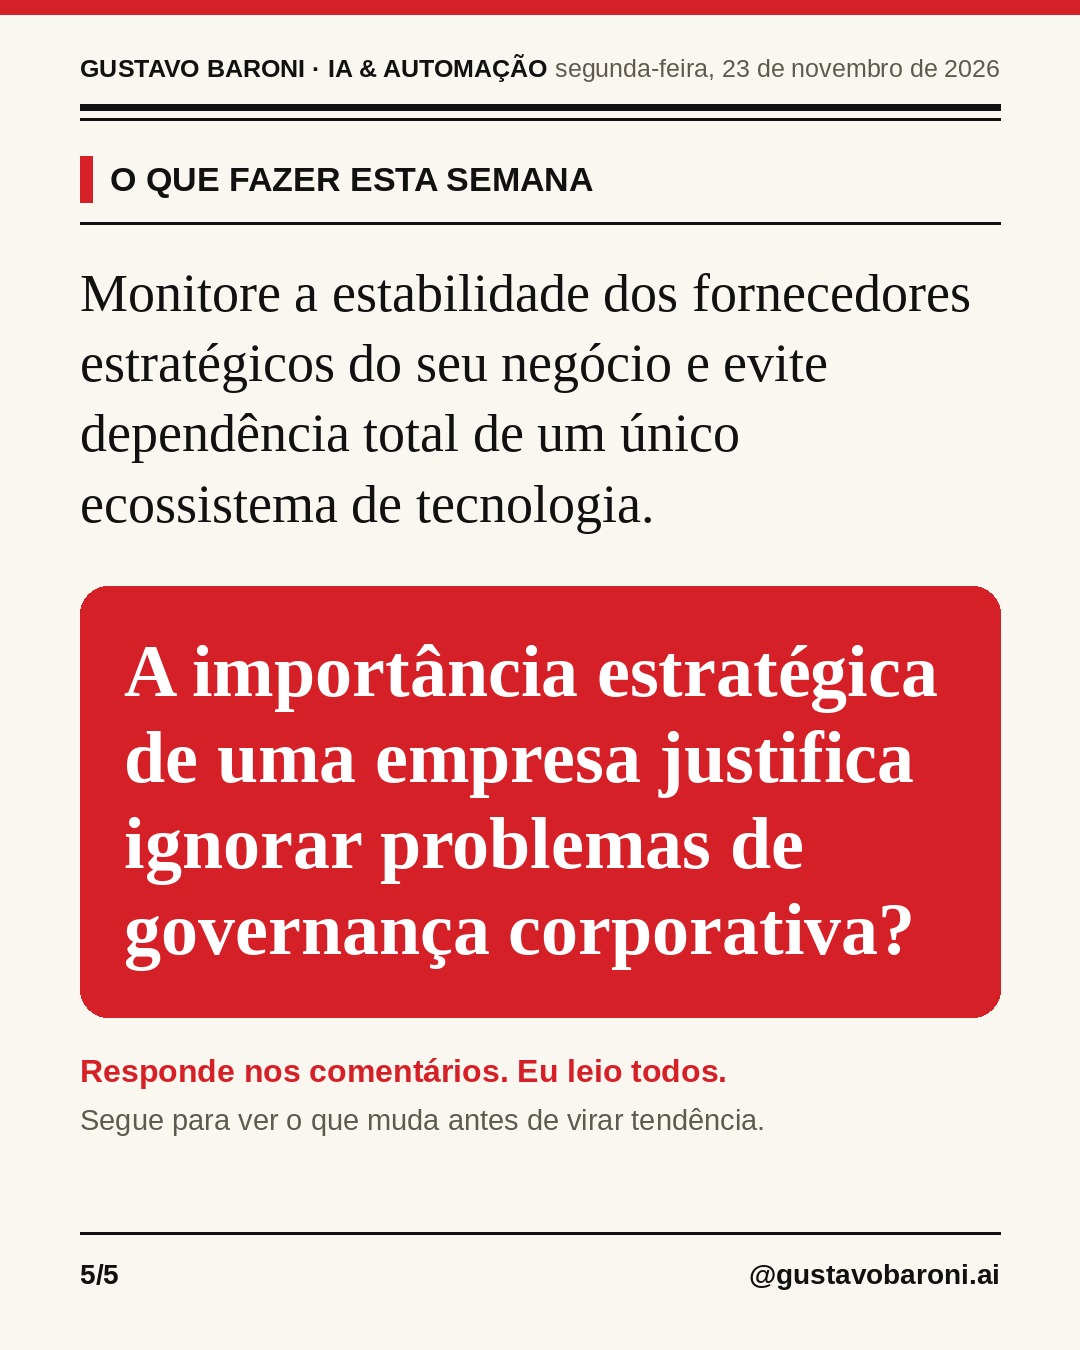 GUSTAVO BARONI · IA & AUTOMAÇÃO segunda-feira, 23 de novembro de 2026
O QUE FAZER ESTA SEMANA
Monitore a estabilidade dos fornecedores
estratégicos do seu negócio e evite
dependência total de um único
ecossistema de tecnologia.
A importância estratégica
de uma empresa justifica
ignorar problemas de
governança corporativa?
Responde nos comentários. Eu leio todos.
Segue para ver o que muda antes de virar tendência.
5/5 @gustavobaroni.ai